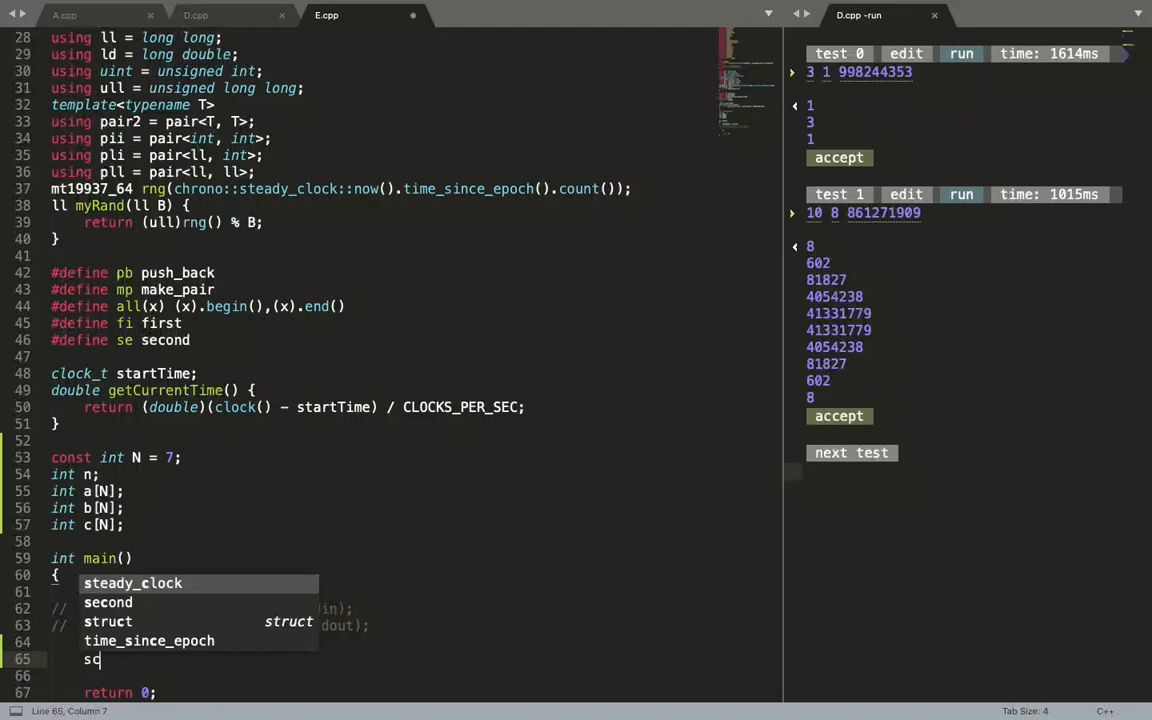 A.cpp
D.cpp
E.cpp
D.cpp -run
28 using ll = long long;
29 using ld = long double;
30 using uint = unsigned int;
31 using ull = unsigned long long;
32 template<typename T>
33 using pair2 = pair<T, T>;
34 using pii = pair<int, int>;
35 using pli = pair<ll, int>;
36 using pll = pair<ll, ll>;
37 mt19937_64 rng(chrono::steady_clock::now().time_since_epoch().count());
38 ll myRand(ll B) {
39 return (ull)rng() % B;
40 }
41
42 #define pb push_back
43 #define mp make_pair
44 #define all(x) (x).begin(),(x).end()
45 #define fi first
46 #define se second
47
48 clock_t startTime;
49 double getCurrentTime() {
50 return (double)(clock() - startTime) / CLOCKS_PER_SEC;
51 }
52
53 const int N = 7;
54 int n;
55 int a[N];
56 int b[N];
57 int c[N];
58
59 int main()
60 {
steady_clock
61
second
62 // in);
struct struct
63 // dout);
time_since_epoch
64
65 sc
66
67 return 0;
test 0 edit run time: 1614ms
3 1 998244353
1
3
1
accept
test 1 edit run time: 1015ms
10 8 861271909
8
602
81827
4054238
41331779
41331779
4054238
81827
602
8
accept
next test
Line 65, Column 7
Tab Size: 4
C++